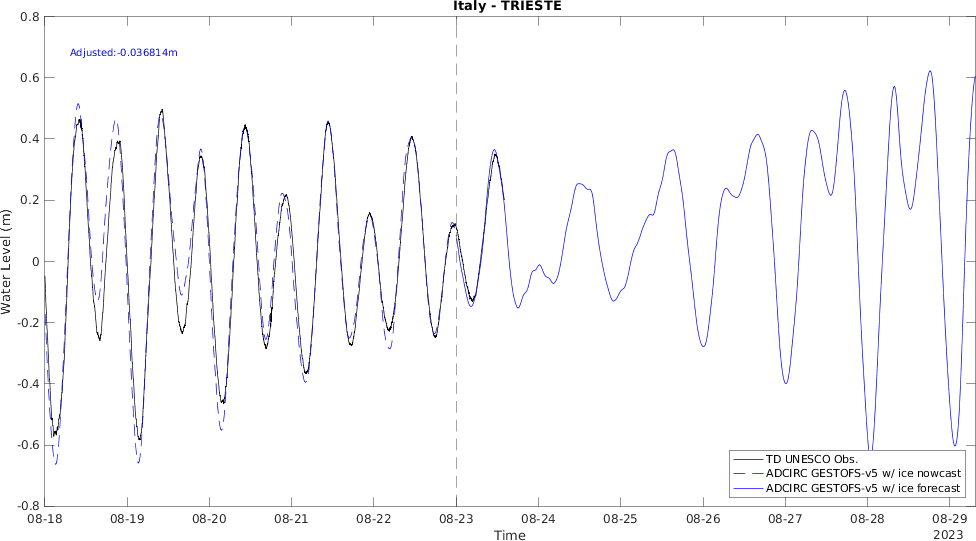 Italy - TRIESTE
0.8
Adjusted:-0.036814m
0.6
0.4
0.2
0
-0.2
-0.4
-0.6
-0.8
Water Level (m)
TD UNESCO Obs.
ADCIRC GESTOFS-v5 w/ ice nowcast
ADCIRC GESTOFS-v5 w/ ice forecast
08-18 08-19 08-20 08-21 08-22 08-23 08-24 08-25 08-26 08-27 08-28 08-29
2023
Time